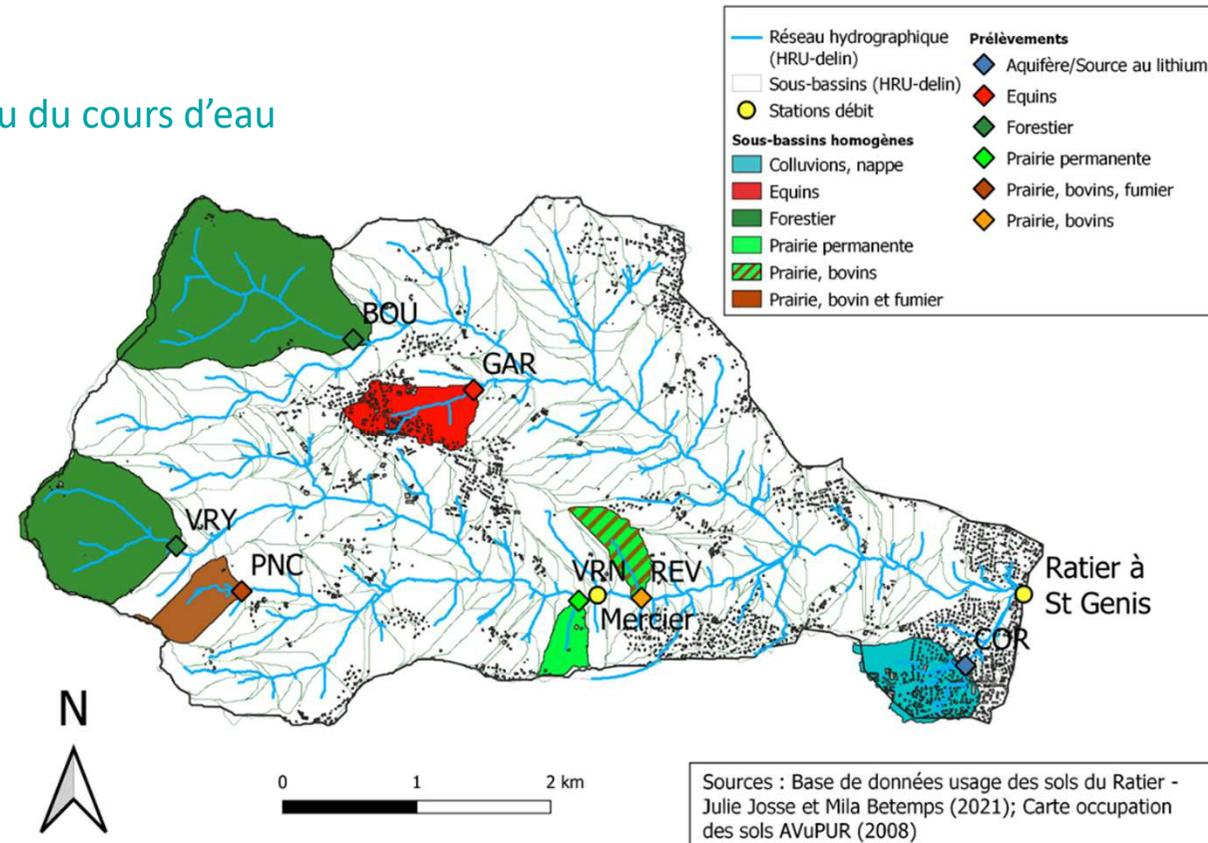 u du cours d'eau
Réseau hydrographique
(HRU-delin)
Sous-bassins (HRU-delin)
Stations débit
Sous-bassins homogènes
Colluvions, nappe
Equins
Forestier
Prairie permanente
Prairie, bovins
Prairie, bovin et fumier
Prélèvements
Aquifère/Source au lithium
Equins
Forestier
Prairie permanente
Prairie, bovins, fumier
Prairie, bovins
BOU
GAR
VRY
PNC
VRN
REV
Mercier
Ratier à
St Genis
COR
N
0 1 2 km
Sources : Base de données usage des sols du Ratier -
Julie Josse et Mila Betemps (2021); Carte occupation
des sols AVuPUR (2008)